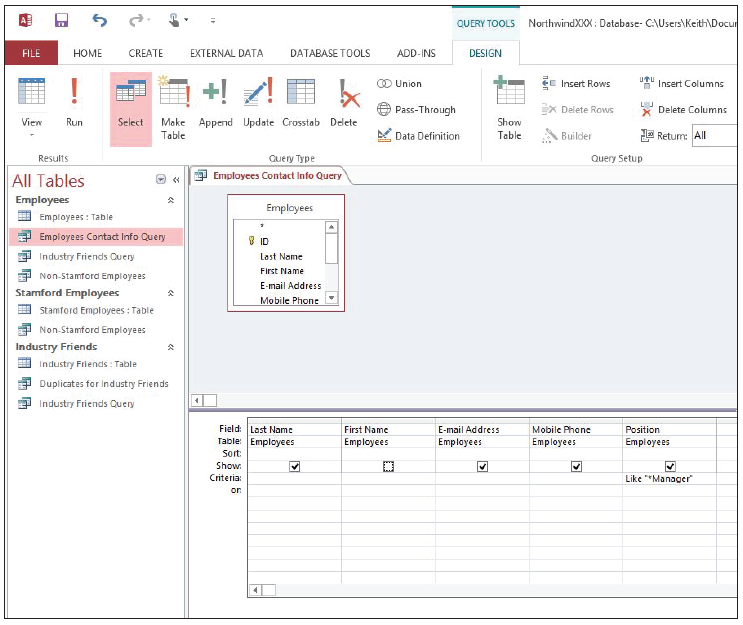 QUERY TOOLS NorthwindXXX : Database- C:\Users\Keith\Docum
FILE HOME CREATE EXTERNAL DATA DATABASE TOOLS ADD-INS DESIGN
View
Run
Select
Make
Table
Append
Update
Crosstab
Delete
Union
Pass-Through
Data Definition
Show
Table
Insert Rows
Delete Rows
Builder
Insert Columns
Delete Columns
Return: All
Results
Query Type
Query Setup
All Tables
Employees
Employees : Table
Employees Contact Info Query
Industry Friends Query
Non-Stamford Employees
Stamford Employees
Stamford Employees : Table
Non-Stamford Employees
Industry Friends
Industry Friends : Table
Duplicates for Industry Friends
Industry Friends Query
Employees Contact Info Query
Employees
*
ID
Last Name
First Name
E-mail Address
Mobile Phone
Field: Last Name First Name E-mail Address Mobile Phone Position
Table: Employees Employees Employees Employees Employees
Sort:
Show:
Criteria: Like "*Manager"
or: